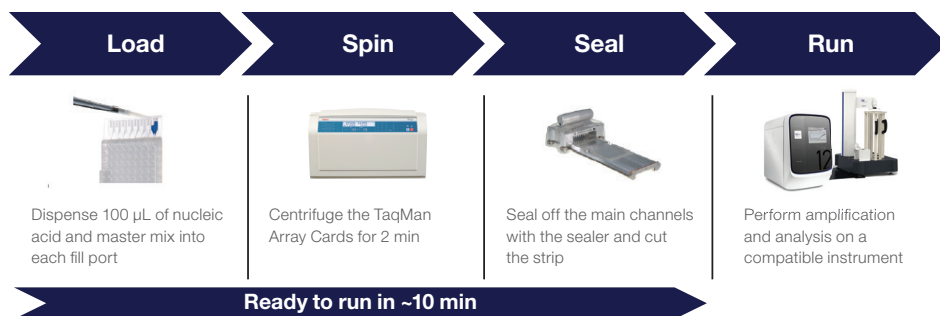 Load
Spin
Seal
Run
Dispense 100 µL of nucleic
acid and master mix into
each fill port
Centrifuge the TaqMan
Array Cards for 2 min
Seal off the main channels
with the sealer and cut
the strip
12
Perform amplification
and analysis on a
compatible instrument
Ready to run in ~10 min